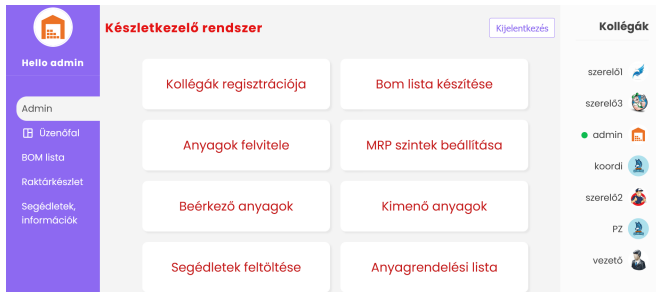 Készletkezelő rendszer
Kijelentkezés
Hello admin
Admin
Üzenőfal
BOM lista
Raktárkészlet
Segédletek,
információk
Kollégák regisztrációja
Bom lista készítése
Anyagok felvitele
MRP szintek beállítása
Beérkező anyagok
Kimenő anyagok
Segédletek feltöltése
Anyagrendelési lista
Kollégák
szerelő1
szerelő3
admin
koordi
szerelő2
PZ
vezető